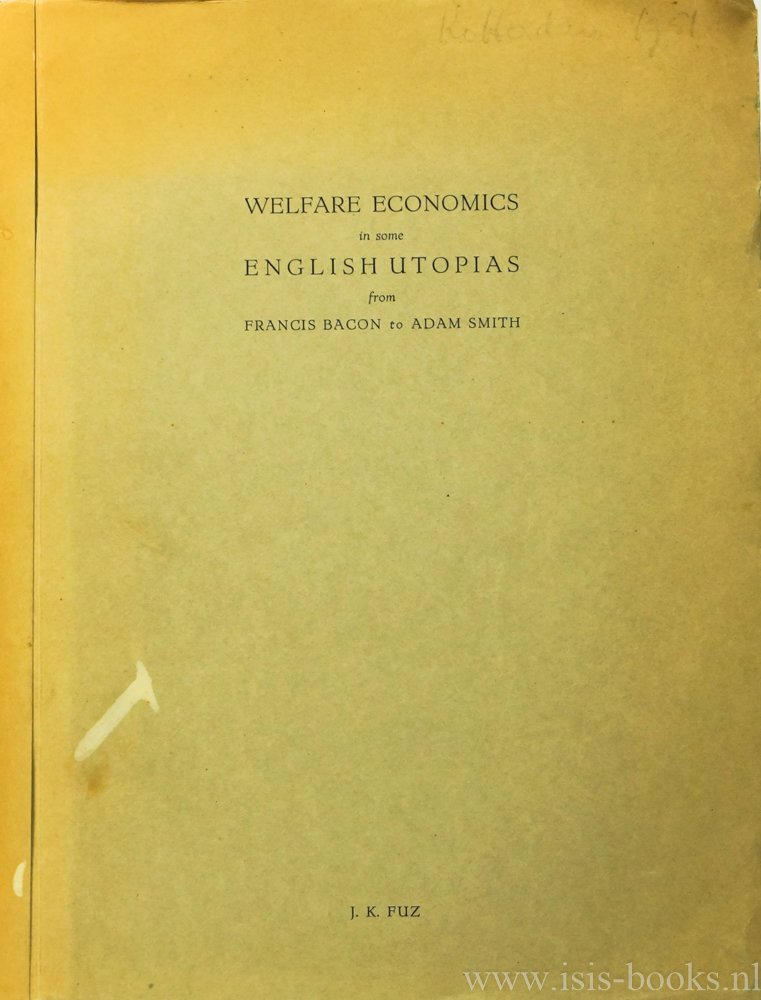 WELFARE ECONOMICS
in some
ENGLISH UTOPIAS
from
FRANCIS BACON to ADAM SMITH
J. K. FUZ
www.isis-books.nl